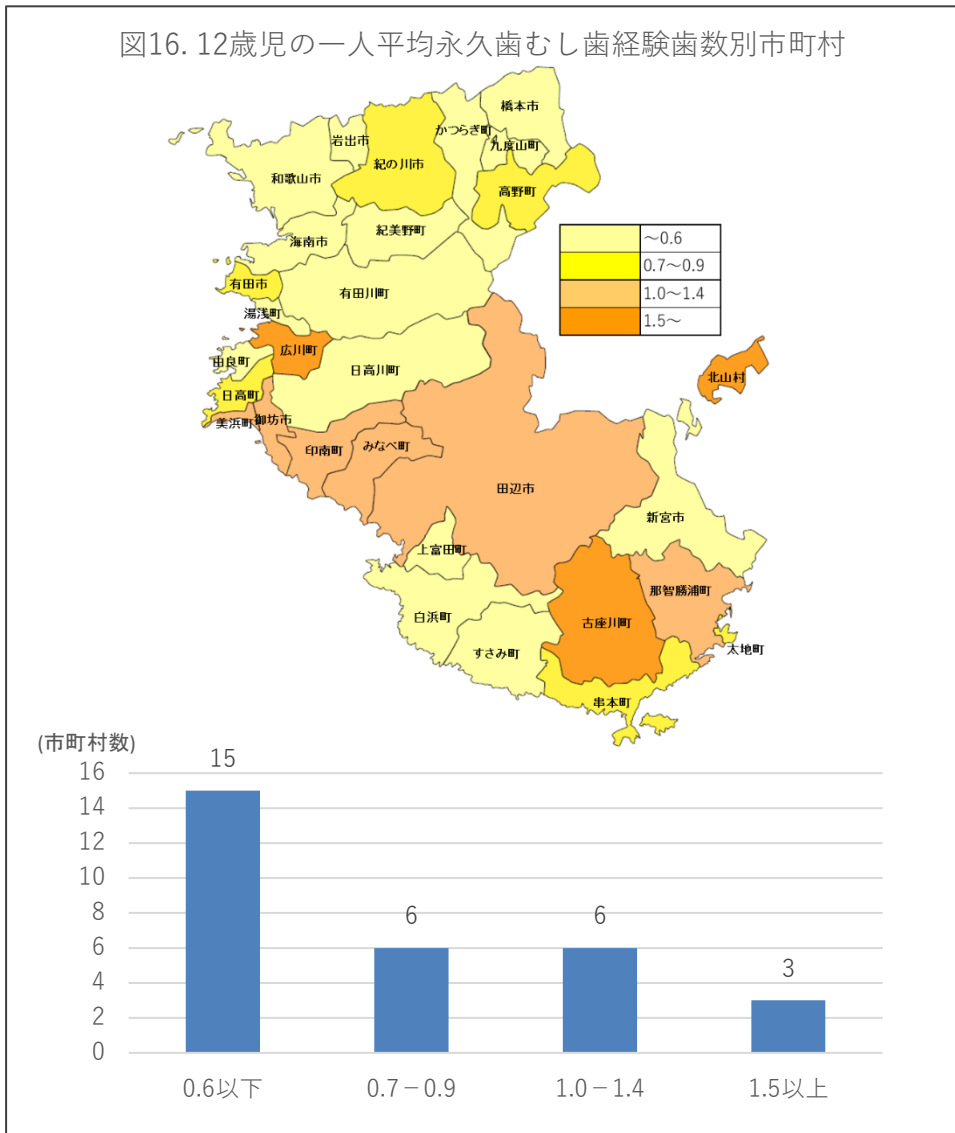 図16. 12歳児の一人平均永久歯むし歯経験歯数別市町村
橋本市
かつらぎ町
岩出市
九度山町
紀の川市
和歌山市
高野町
紀美野町
海南市
~0.6
0.7~0.9
1.0~1.4
1.5~
有田市
有田川町
湯浅町
広川町
由良町
日高川町
北山村
日高町
美浜町
御坊市
印南町
みなべ町
田辺市
新宮市
上富田町
那智勝浦町
白浜町
古座川町
すさみ町
太地町
串本町
(市町村数)
16
14
12
10
8
6
4
2
0
15
6
6
3
0.6以下
0.7-0.9
1.0-1.4
1.5以上